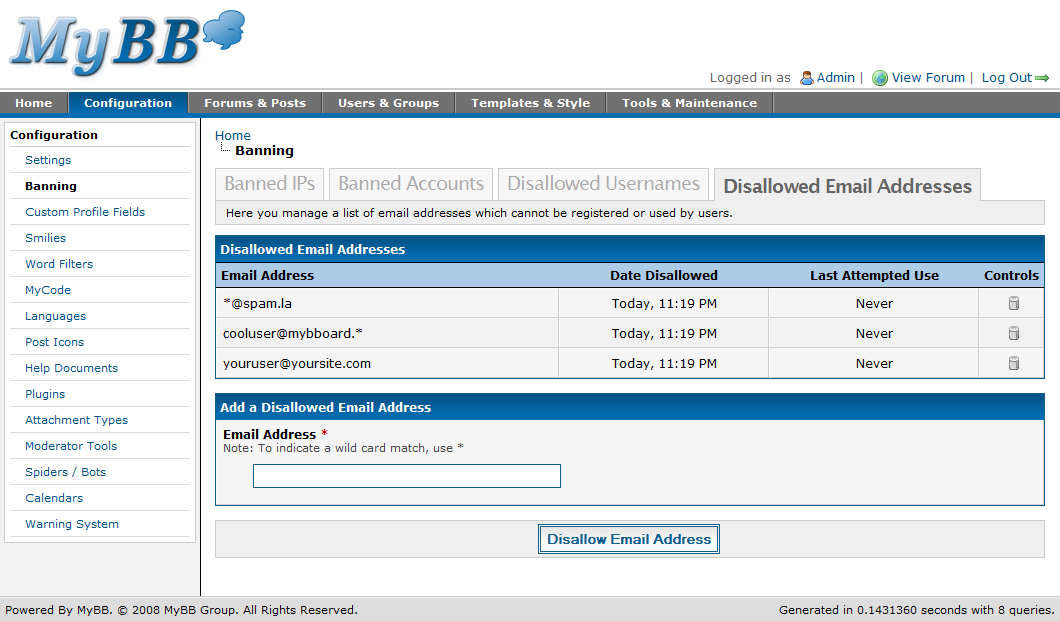 MyBB
Logged in as Admin | View Forum | Log Out
Home Configuration Forums & Posts Users & Groups Templates & Style Tools & Maintenance
Configuration
Settings
Banning
Custom Profile Fields
Smilies
Word Filters
MyCode
Languages
Post Icons
Help Documents
Plugins
Attachment Types
Moderator Tools
Spiders / Bots
Calendars
Warning System
Home
Banning
Banned IPs Banned Accounts Disallowed Usernames Disallowed Email Addresses
Here you manage a list of email addresses which cannot be registered or used by users.
Disallowed Email Addresses
Email Address Date Disallowed Last Attempted Use Controls
*@spam.la Today, 11:19 PM Never
cooluser@mybboard.* Today, 11:19 PM Never
youruser@yoursite.com Today, 11:19 PM Never
Add a Disallowed Email Address
Email Address *
Note: To indicate a wild card match, use *
Disallow Email Address
Powered By MyBB. © 2008 MyBB Group. All Rights Reserved. Generated in 0.1431360 seconds with 8 queries.